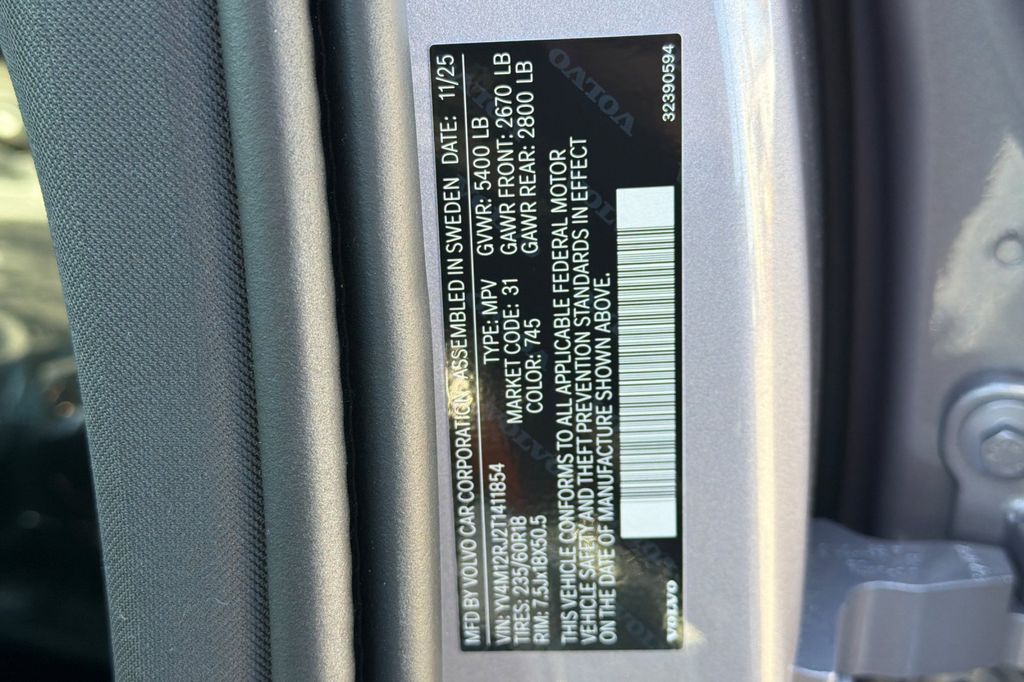 MFD BY VOLVO CAR CORPORATION ASSEMBLED IN SWEDEN DATE: 11/25
VIN: YV4M12RJ2T1411854 TYPE: MPV GVWR: 5400 LB
TIRES: 235/60R18 MARKET CODE: 31 GAWR FRONT: 2670 LB
RIM: 7.5Jx18X50.5 COLOR: 745 GAWR REAR: 2800 LB
THIS VEHICLE CONFORMS TO ALL APPLICABLE FEDERAL MOTOR
VEHICLE SAFETY AND THEFT PREVENTION STANDARDS IN EFFECT
ON THE DATE OF MANUFACTURE SHOWN ABOVE.
VOLVO 32390594